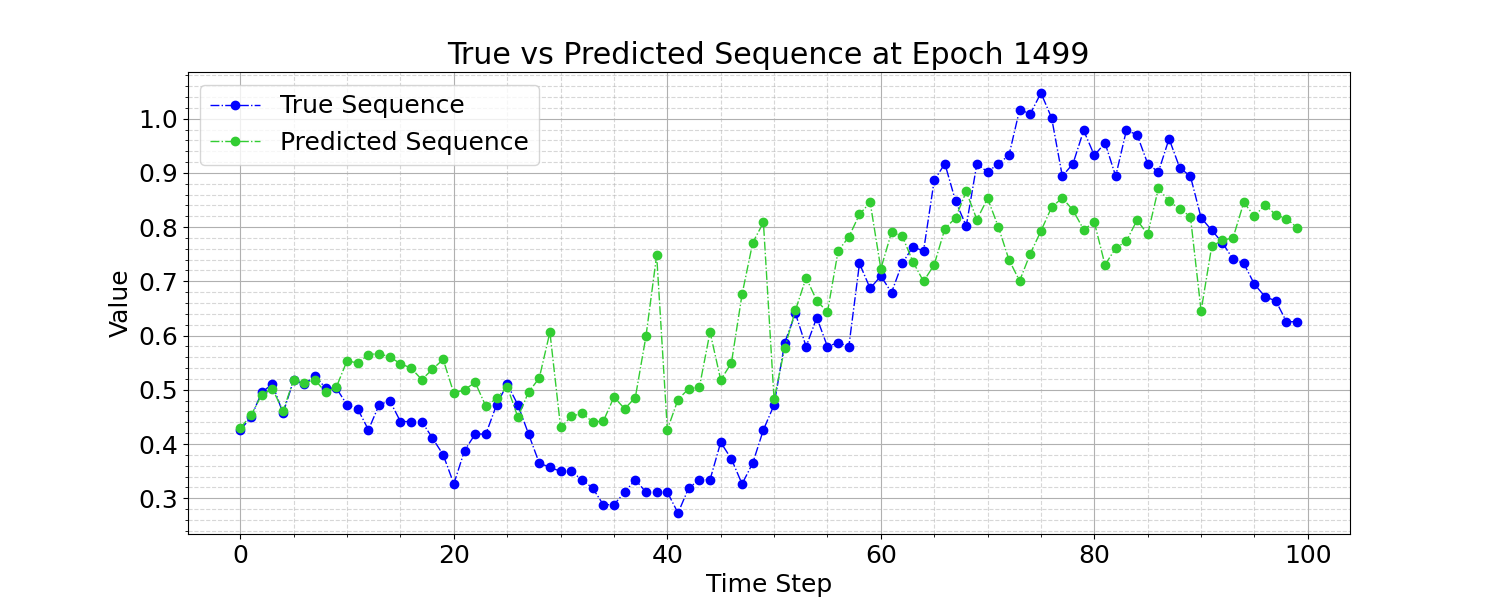 True vs Predicted Sequence at Epoch 1499
True Sequence
Predicted Sequence
1.0
0.9
0.8
0.7
0.6
0.5
0.4
0.3
Value
0 20 40 60 80 100
Time Step